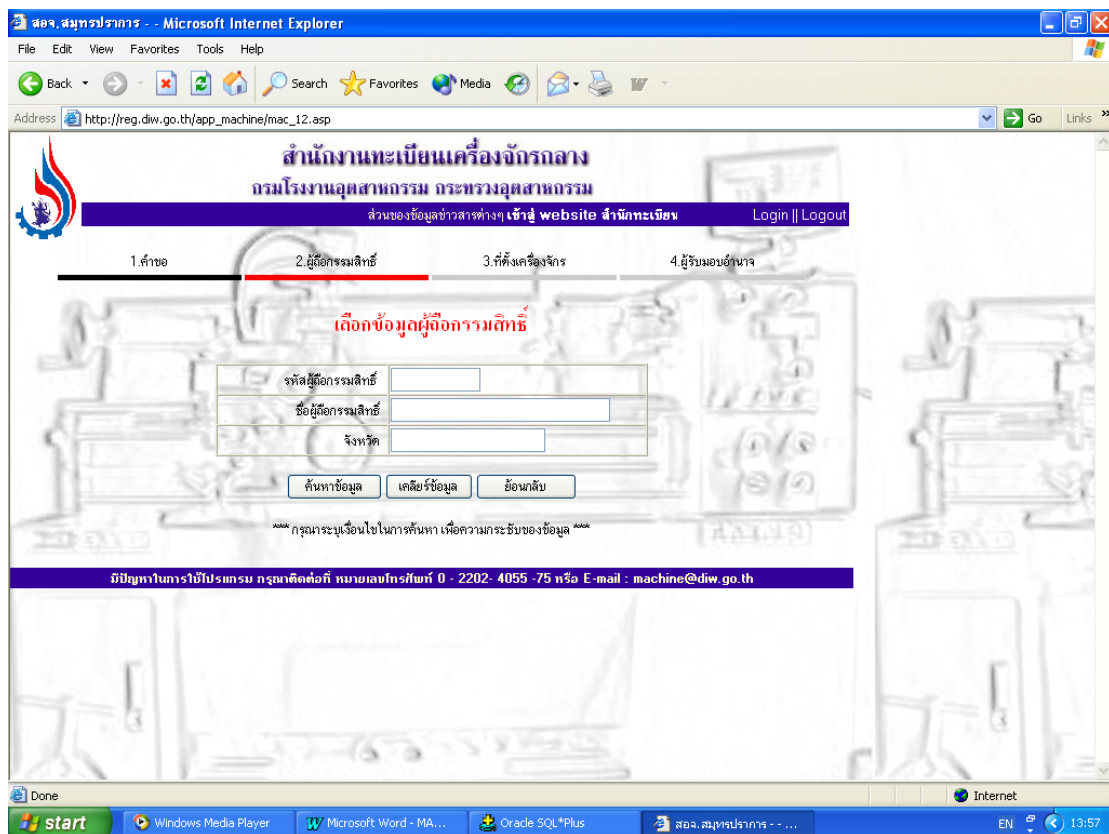 สอจ.สมุทรปราการ - - Microsoft Internet Explorer
File Edit View Favorites Tools Help
Back Search Favorites Media
Address http://reg.diw.go.th/app_machine/mac_12.asp Go Links »
สำนักงานทะเบียนเครื่องจักรกลาง
กรมโรงงานอุตสาหกรรม กระทรวงอุตสาหกรรม
ส่วนของข้อมูลข่าวสารต่างๆ เข้าสู่ website สำนักทะเบียน Login || Logout
1.คำขอ 2.ผู้ถือกรรมสิทธิ์ 3.ที่ตั้งเครื่องจักร 4.ผู้รับมอบอำนาจ
เลือกข้อมูลผู้ถือกรรมสิทธิ์
รหัสผู้ถือกรรมสิทธิ์
ชื่อผู้ถือกรรมสิทธิ์
จังหวัด
ค้นหาข้อมูล เคลียร์ข้อมูล ย้อนกลับ
*** กรุณาระบุเงื่อนไขในการค้นหา เพื่อความกระชับของข้อมูล ***
มีปัญหาในการใช้โปรแกรม กรุณาติดต่อที่ หมายเลขโทรศัพท์ 0 - 2202- 4055 -75 หรือ E-mail : machine@diw.go.th
Done Internet
start Windows Media Player Microsoft Word - MA... Oracle SQL*Plus สอจ.สมุทรปราการ - - ... EN 13:57